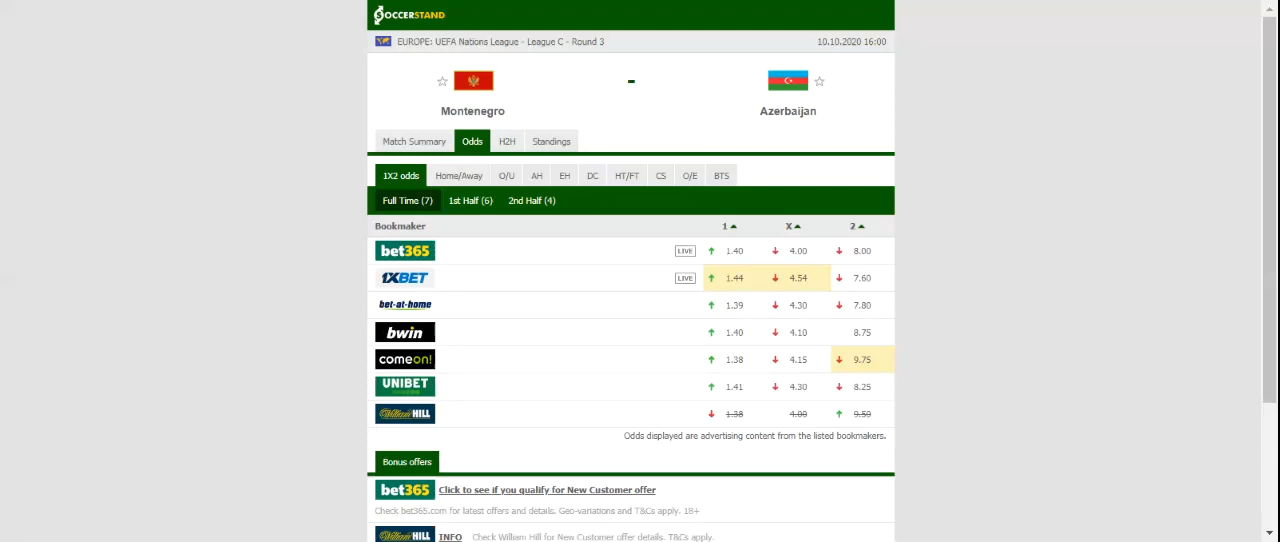 SOCCERSTAND
EUROPE: UEFA Nations League - League C - Round 3 10.10.2020 16:00
-
Montenegro Azerbaijan
Match Summary Odds H2H Standings
1X2 odds Home/Away O/U AH EH DC HT/FT CS O/E BTS
Full Time (7) 1st Half (6) 2nd Half (4)
Bookmaker 1 X 2
bet365 LIVE 1.40 4.00 8.00
1XBET LIVE 1.44 4.54 7.60
bet-at-home 1.39 4.30 7.80
bwin 1.40 4.10 8.75
comeon! 1.38 4.15 9.75
UNIBET 1.41 4.30 8.25
William HILL 1.38 4.00 9.50
Odds displayed are advertising content from the listed bookmakers.
Bonus offers
bet365 Click to see if you qualify for New Customer offer
Check bet365.com for latest offers and details. Geo-variations and T&Cs apply. 18+
William HILL INFO Check William Hill for New Customer offer details. T&Cs apply.